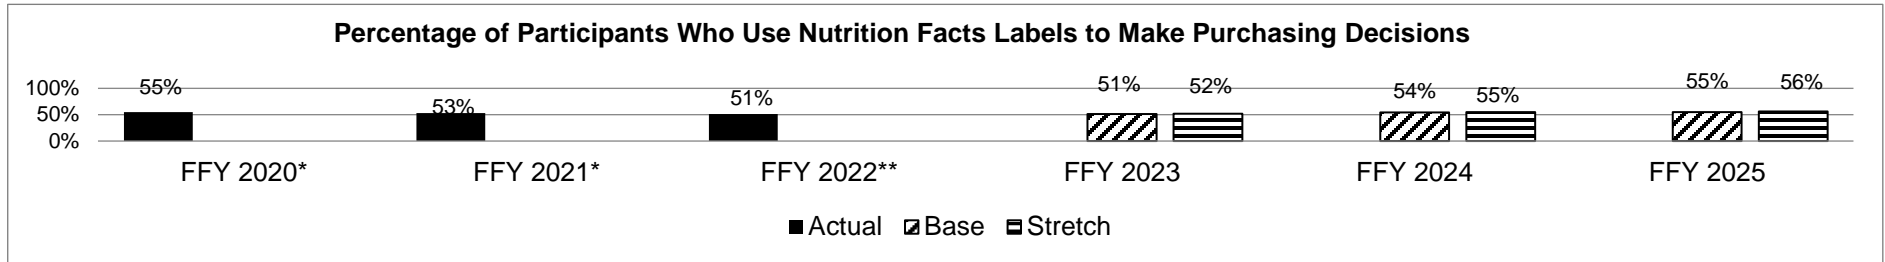 Percentage of Participants Who Use Nutrition Facts Labels to Make Purchasing Decisions
100%
50%
0%
55%
53%
51%
51%
52%
54%
55%
55%
56%
FFY 2020*
FFY 2021*
FFY 2022**
FFY 2023
FFY 2024
FFY 2025
Actual
Base
Stretch